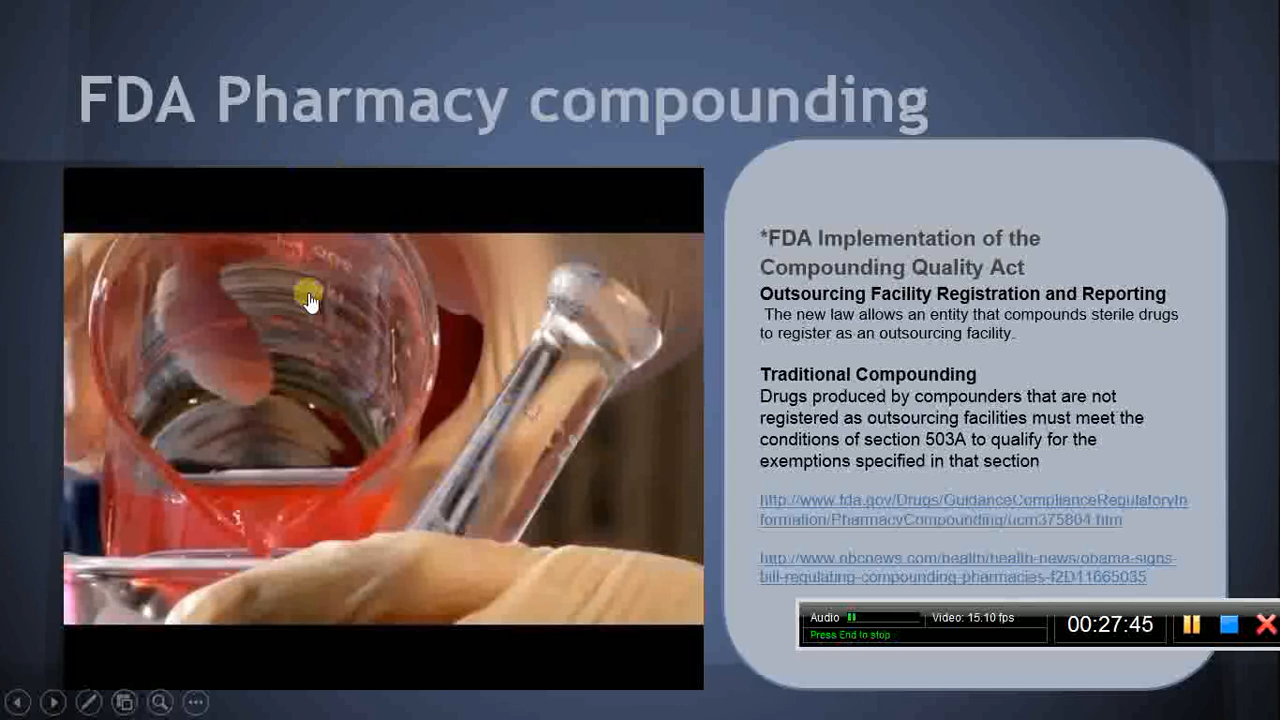 FDA Pharmacy compounding
*FDA Implementation of the
Compounding Quality Act
Outsourcing Facility Registration and Reporting
The new law allows an entity that compounds sterile drugs
to register as an outsourcing facility.
Traditional Compounding
Drugs produced by compounders that are not
registered as outsourcing facilities must meet the
conditions of section 503A to qualify for the
exemptions specified in that section
http://www.fda.gov/Drugs/GuidanceComplianceRegulatoryIn
formation/PharmacyCompounding/ucm375804.htm
http://www.nbcnews.com/health/health-news/obama-signs-
bill-regulating-compounding-pharmacies-f2D11665035
Audio
Video: 15.10 fps
00:27:45
Press End to stop